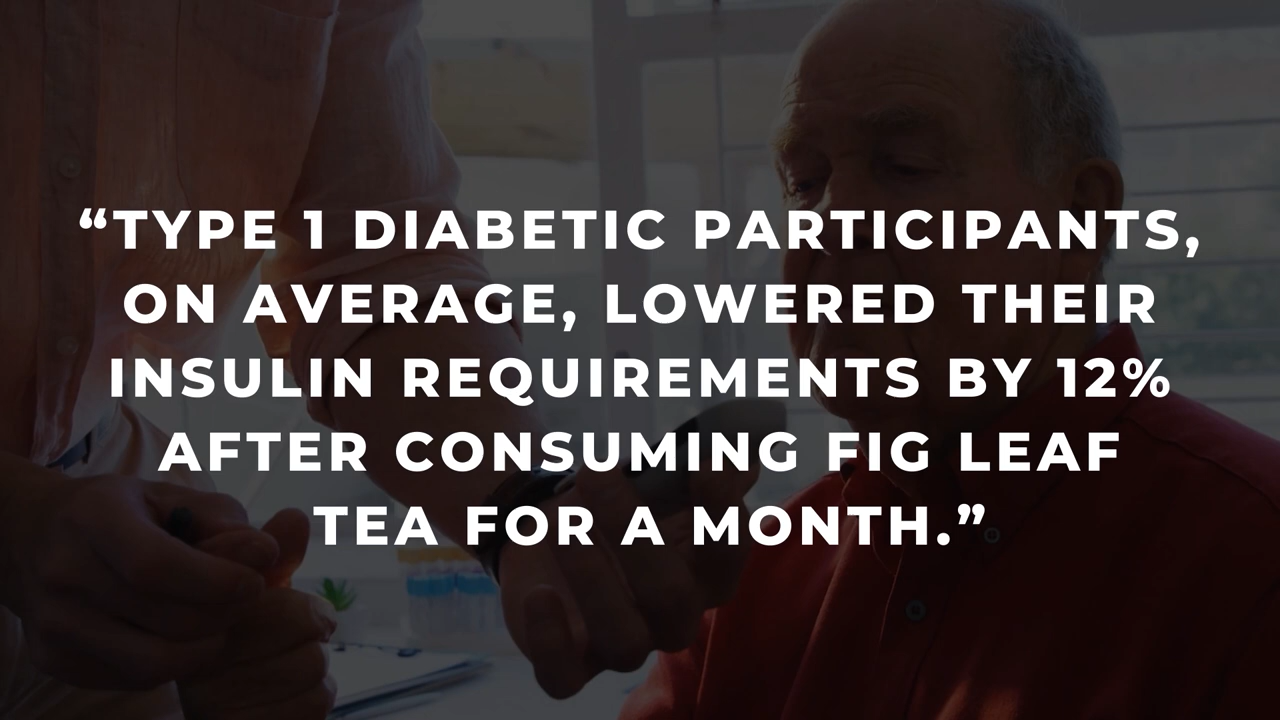 “TYPE 1 DIABETIC PARTICIPANTS,
ON AVERAGE, LOWERED THEIR
INSULIN REQUIREMENTS BY 12%
AFTER CONSUMING FIG LEAF
TEA FOR A MONTH.”